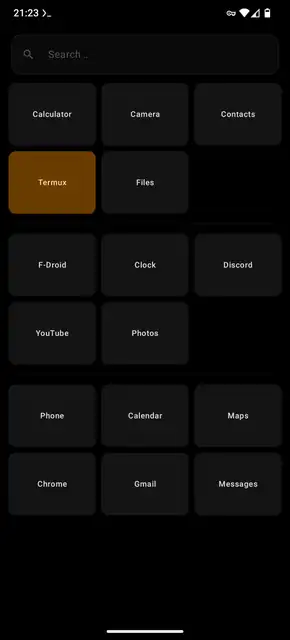 21:23
Search...
Calculator
Camera
Contacts
Termux
Files
F-Droid
Clock
Discord
YouTube
Photos
Phone
Calendar
Maps
Chrome
Gmail
Messages